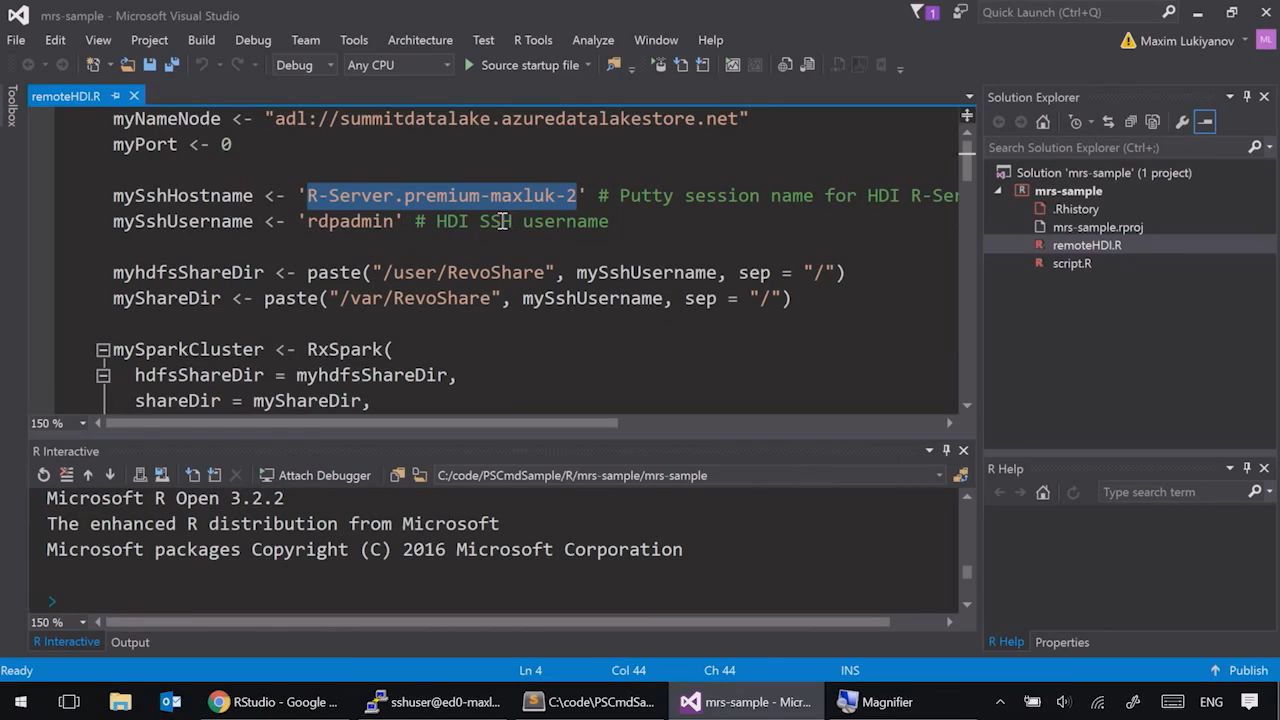 mrs-sample - Microsoft Visual Studio
1
Quick Launch (Ctrl+Q)
File Edit View Project Build Debug Team Tools Architecture Test R Tools Analyze Window Help
Maxim Lukiyanov
ML
Debug Any CPU Source startup file
Toolbox
remoteHDI.R
myNameNode <- "adl://summitdatalake.azuredatalakestore.net"
myPort <- 0
mySshHostname <- 'R-Server.premium-maxluk-2' # Putty session name for HDI R-Ser
mySshUsername <- 'rdpadmin' # HDI SSH username
myhdfsShareDir <- paste("/user/RevoShare", mySshUsername, sep = "/")
myShareDir <- paste("/var/RevoShare", mySshUsername, sep = "/")
mySparkCluster <- RxSpark(
hdfsShareDir = myhdfsShareDir,
shareDir = myShareDir,
150 %
Solution Explorer
Search Solution Explorer (Ctrl+;)
Solution 'mrs-sample' (1 project)
mrs-sample
.Rhistory
mrs-sample.rproj
remoteHDI.R
script.R
R Interactive
Attach Debugger C:/code/PSCmdSample/R/mrs-sample/mrs-sample
Microsoft R Open 3.2.2
The enhanced R distribution from Microsoft
Microsoft packages Copyright (C) 2016 Microsoft Corporation
>
150 %
R Interactive Output
R Help
Type search term
R Help Properties
Ready Ln 4 Col 44 Ch 44 INS Publish
RStudio - Google ... sshuser@ed0-maxl... C:\code\PSCmdSa... mrs-sample - Micr... Magnifier ENG 9:01 AM